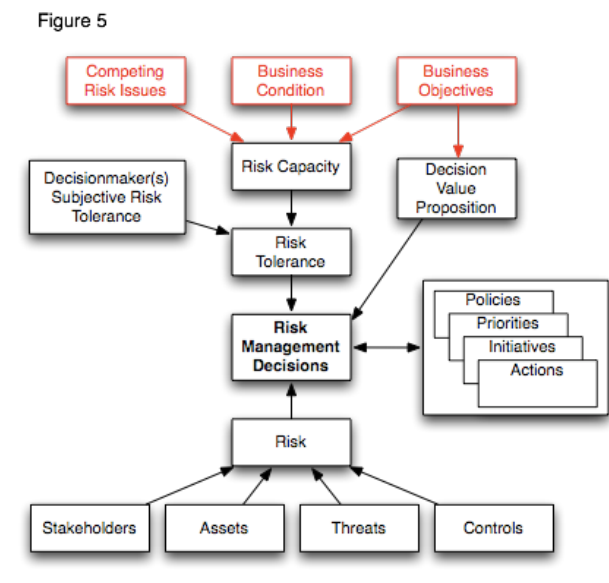 Figure 5
Competing
Risk Issues
Business
Condition
Business
Objectives
Risk Capacity
Decisionmaker(s)
Subjective Risk
Tolerance
Decision
Value
Proposition
Risk
Tolerance
Risk
Management
Decisions
Policies
Priorities
Initiatives
Actions
Risk
Stakeholders
Assets
Threats
Controls